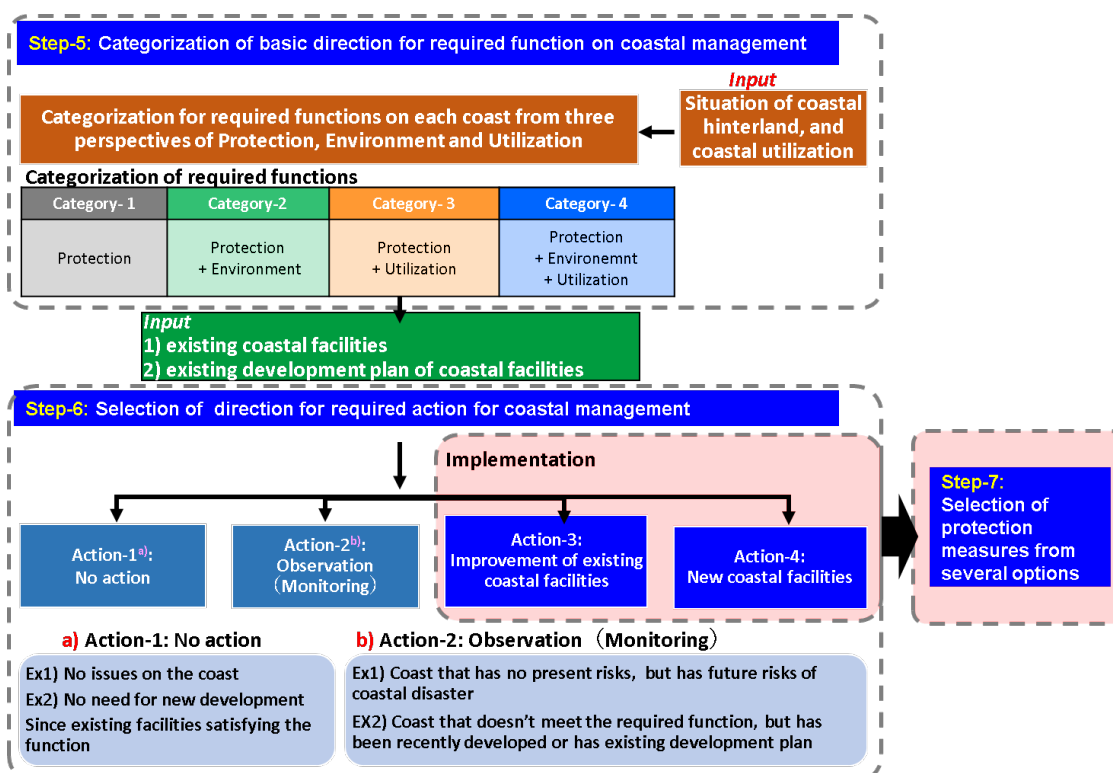 Step-5: Categorization of basic direction for required function on coastal management
Input
Categorization for required functions on each coast from three
perspectives of Protection, Environment and Utilization
Situation of coastal
hinterland, and
coastal utilization
Categorization of required functions
Category- 1
Category-2
Category- 3
Category- 4
Protection
Protection
+ Environment
Protection
+ Utilization
Protection
+ Environemnt
+ Utilization
Input
1) existing coastal facilities
2) existing development plan of coastal facilities
Step-6: Selection of  direction for required action for coastal management
Implementation
Action-1a):
No action
Action-2b):
Observation
（Monitoring）
Action-3:
Improvement of existing
coastal facilities
Action-4:
New coastal facilities
Step-7:
Selection of
protection
measures from
several options
a) Action-1: No action
Ex1) No issues on the coast
Ex2) No need for new development
Since existing facilities satisfying the
function
b) Action-2: Observation （Monitoring）
Ex1) Coast that has no present risks,  but has future risks of
coastal disaster
EX2) Coast that doesn't meet the required function,  but has
been recently developed or has existing development plan